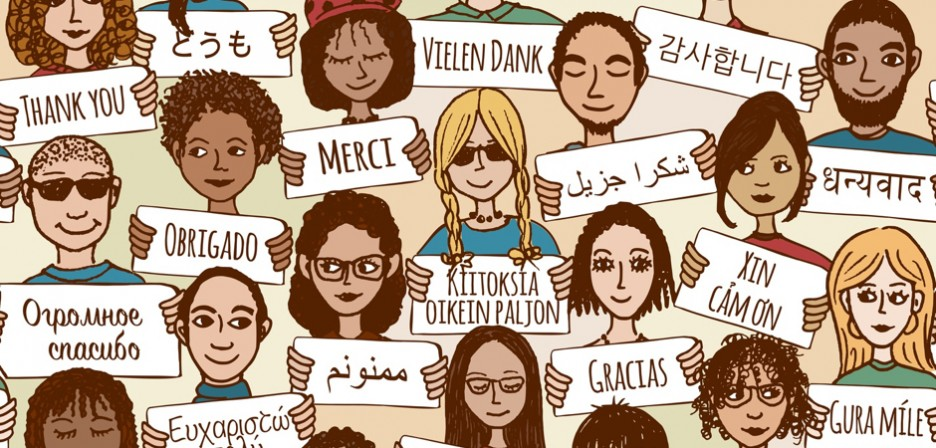 とうも
VIELEN DANK
감사합니다
THANK YOU
MERCI
شكرا جزيل
धन्यवाद
OBRIGADO
KIITOKSIA
OIKEIN PALJON
XIN
CẢM ƠN
Огромное
спасибо
ممنونم
GRACIAS
GURA MÍLE
Ευχαριστώ